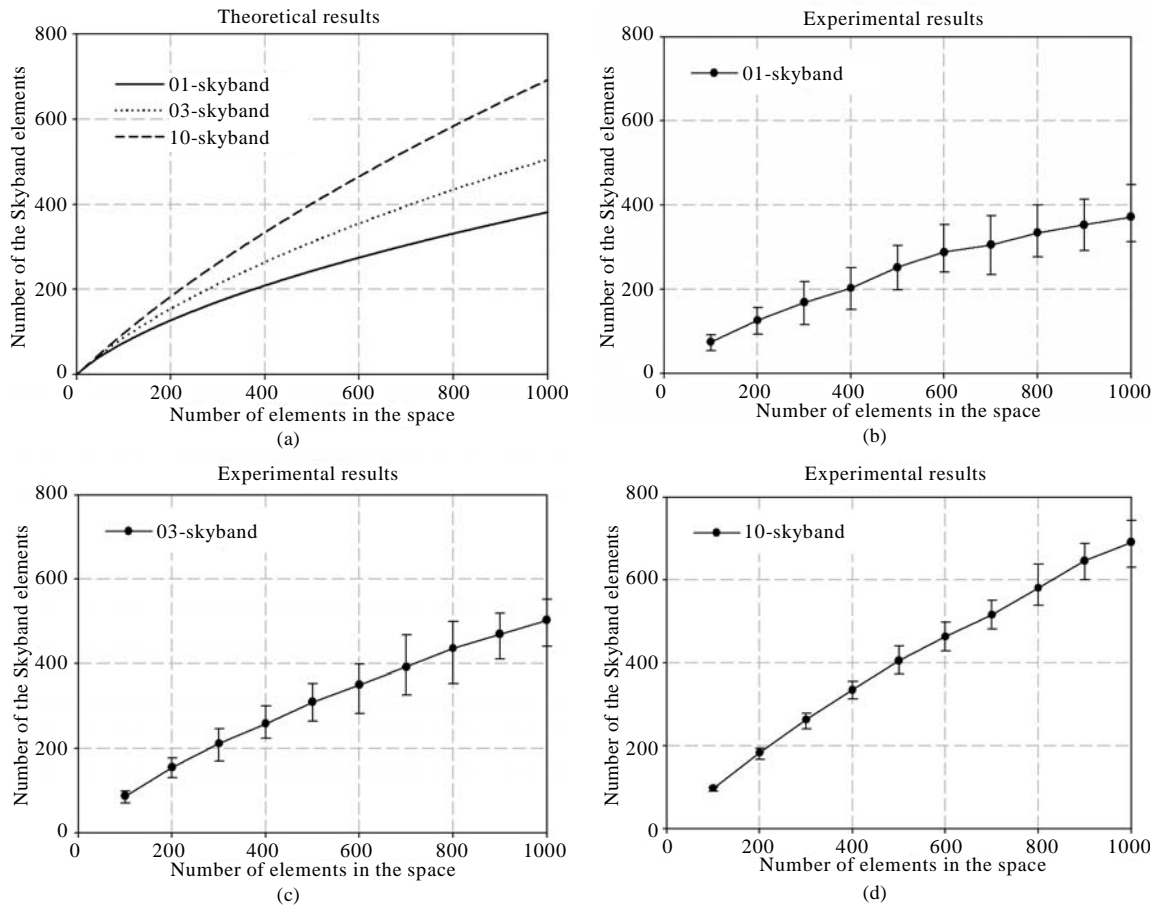 Theoretical results
800
600
400
200
0
01-skyband
03-skyband
10-skyband
Number of the Skyband elements
0 200 400 600 800 1000
Number of elements in the space
(a)
Experimental results
800
600
400
200
0
01-skyband
Number of the Skyband elements
0 200 400 600 800 1000
Number of elements in the space
(b)
Experimental results
800
600
400
200
0
03-skyband
Number of the Skyband elements
0 200 400 600 800 1000
Number of elements in the space
(c)
Experimental results
800
600
400
200
0
10-skyband
Number of the Skyband elements
0 200 400 600 800 1000
Number of elements in the space
(d)